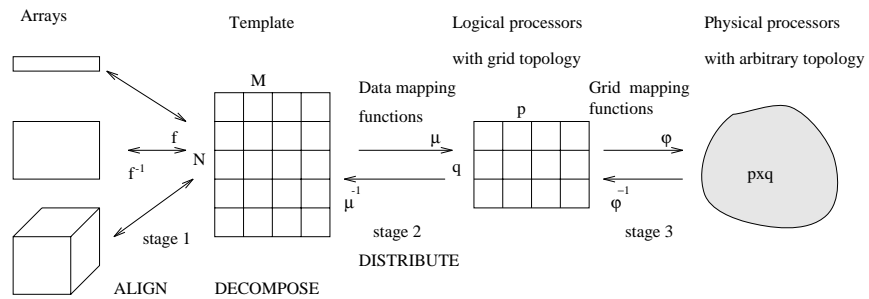 Arrays
Template
Logical processors
with grid topology
Physical processors
with arbitrary topology
M
Data mapping
functions
Grid mapping
functions
p
f
f-1
N
μ
μ-1
q
φ
φ-1
pxq
stage 1
stage 2
stage 3
ALIGN
DECOMPOSE
DISTRIBUTE